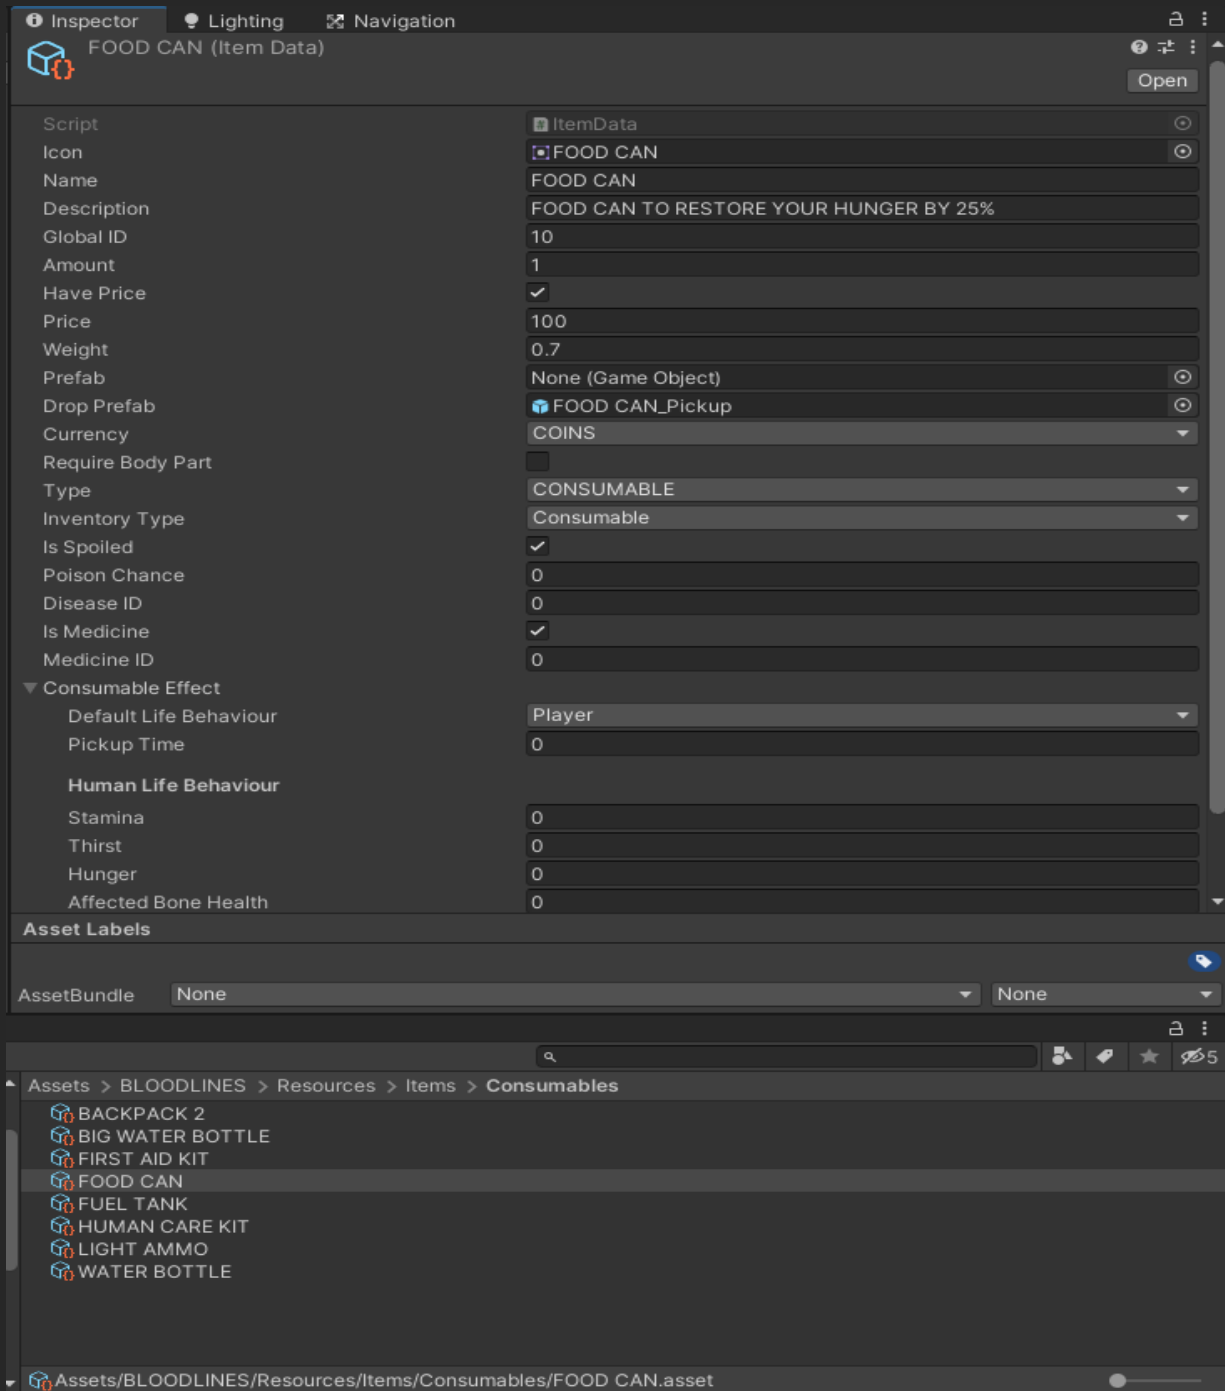 Inspector Lighting Navigation
FOOD CAN (Item Data)
Open
Script ItemData
Icon FOOD CAN
Name FOOD CAN
Description FOOD CAN TO RESTORE YOUR HUNGER BY 25%
Global ID 10
Amount 1
Have Price
Price 100
Weight 0.7
Prefab None (Game Object)
Drop Prefab FOOD CAN_Pickup
Currency COINS
Require Body Part
Type CONSUMABLE
Inventory Type Consumable
Is Spoiled
Poison Chance 0
Disease ID 0
Is Medicine
Medicine ID 0
Consumable Effect
Default Life Behaviour Player
Pickup Time 0
Human Life Behaviour
Stamina 0
Thirst 0
Hunger 0
Affected Bone Health 0
Asset Labels
AssetBundle None None
5
Assets > BLOODLINES > Resources > Items > Consumables
BACKPACK 2
BIG WATER BOTTLE
FIRST AID KIT
FOOD CAN
FUEL TANK
HUMAN CARE KIT
LIGHT AMMO
WATER BOTTLE
Assets/BLOODLINES/Resources/Items/Consumables/FOOD CAN.asset